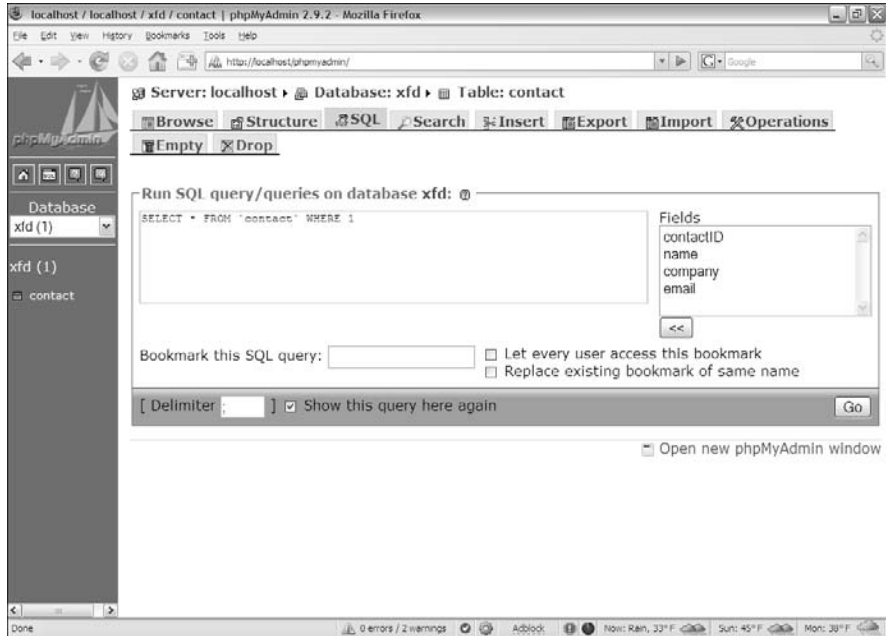 localhost / localhost / xfd / contact | phpMyAdmin 2.9.2 - Mozilla Firefox
File Edit View History Bookmarks Tools Help
http://localhost/phpmyadmin/
Google
phpMyAdmin
Server: localhost Database: xfd Table: contact
Browse Structure SQL Search Insert Export Import Operations
Empty Drop
Database
xfd (1)
xfd (1)
contact
Run SQL query/queries on database xfd:
SELECT * FROM `contact` WHERE 1
Fields
contactID
name
company
email
<<
Bookmark this SQL query:
Let every user access this bookmark
Replace existing bookmark of same name
[ Delimiter ; ] Show this query here again
Go
Open new phpMyAdmin window
Done
0 errors / 2 warnings Adblock Now: Rain, 33° F Sun: 45° F Mon: 38° F